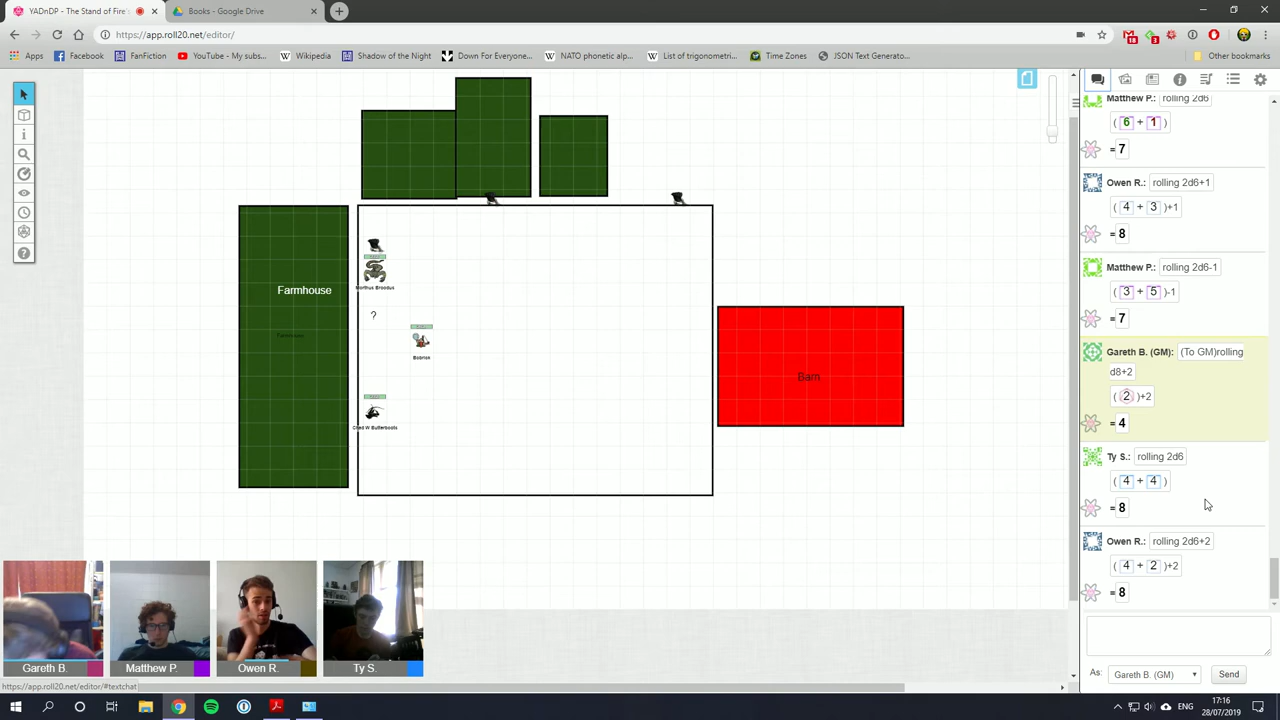 YADnDP - The Stand of Fire'
Books - Google Drive
https://app.roll20.net/editor/
Apps
Facebook
FanFiction
YouTube - My subs...
Wikipedia
Shadow of the Night
Down For Everyone...
NATO phonetic alp...
List of trigonometri...
Time Zones
JSON Text Generato...
Other bookmarks
Matthew P.: rolling 2d6
( 6 + 1 )
= 7
Owen R.: rolling 2d6+1
( 4 + 3 )+1
= 8
Matthew P.: rolling 2d6-1
( 3 + 5 )-1
= 7
Gareth B. (GM): (To GM)rolling
d8+2
( 2 )+2
= 4
Ty S.: rolling 2d6
( 4 + 4 )
= 8
Owen R.: rolling 2d6+2
( 4 + 2 )+2
= 8
As: Gareth B. (GM)
Send
Farmhouse
Farmhouse
Morthus Broadus
?
Bobrick
Barn
Gareth B.
Matthew P.
Owen R.
Ty S.
https://app.roll20.net/editor/#textchat
ENG
17:16
28/07/2019